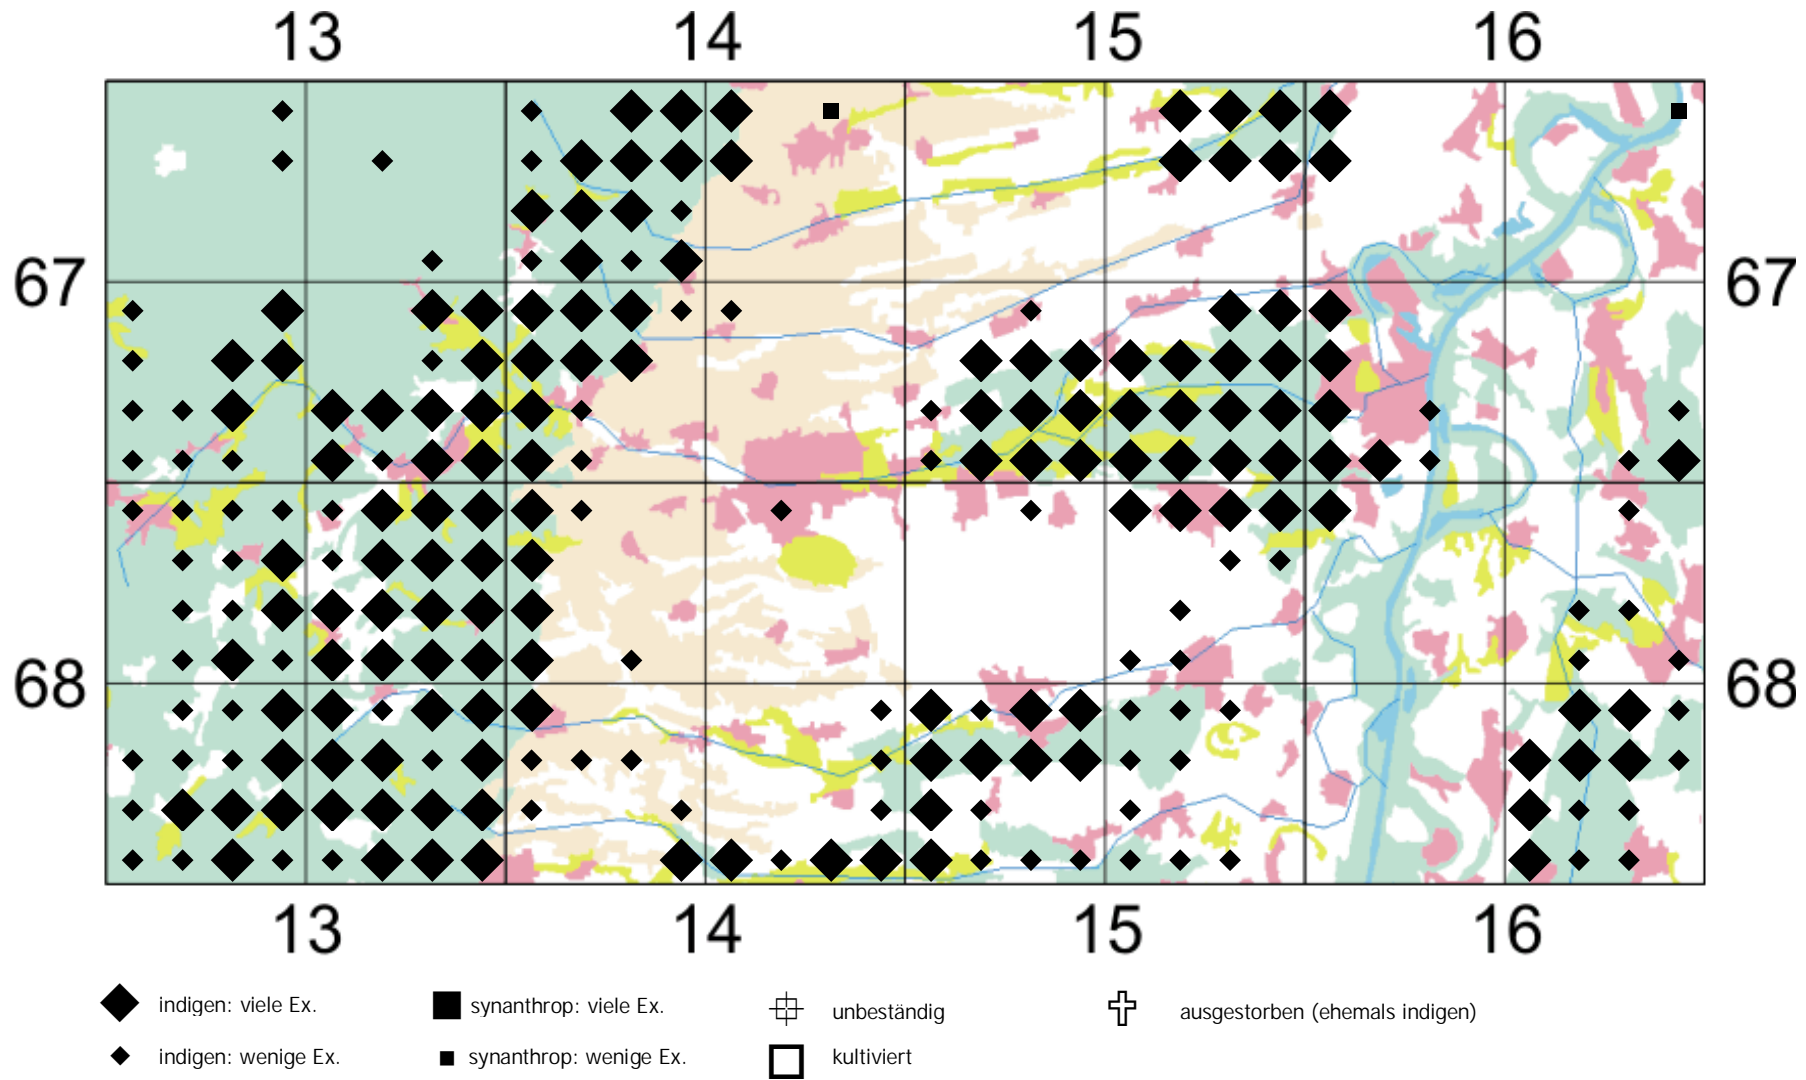 13 14 15 16
67 67
68 68
13 14 15 16
indigen: viele Ex. synanthrop: viele Ex. unbeständig ausgestorben (ehemals indigen)
indigen: wenige Ex. synanthrop: wenige Ex. kultiviert